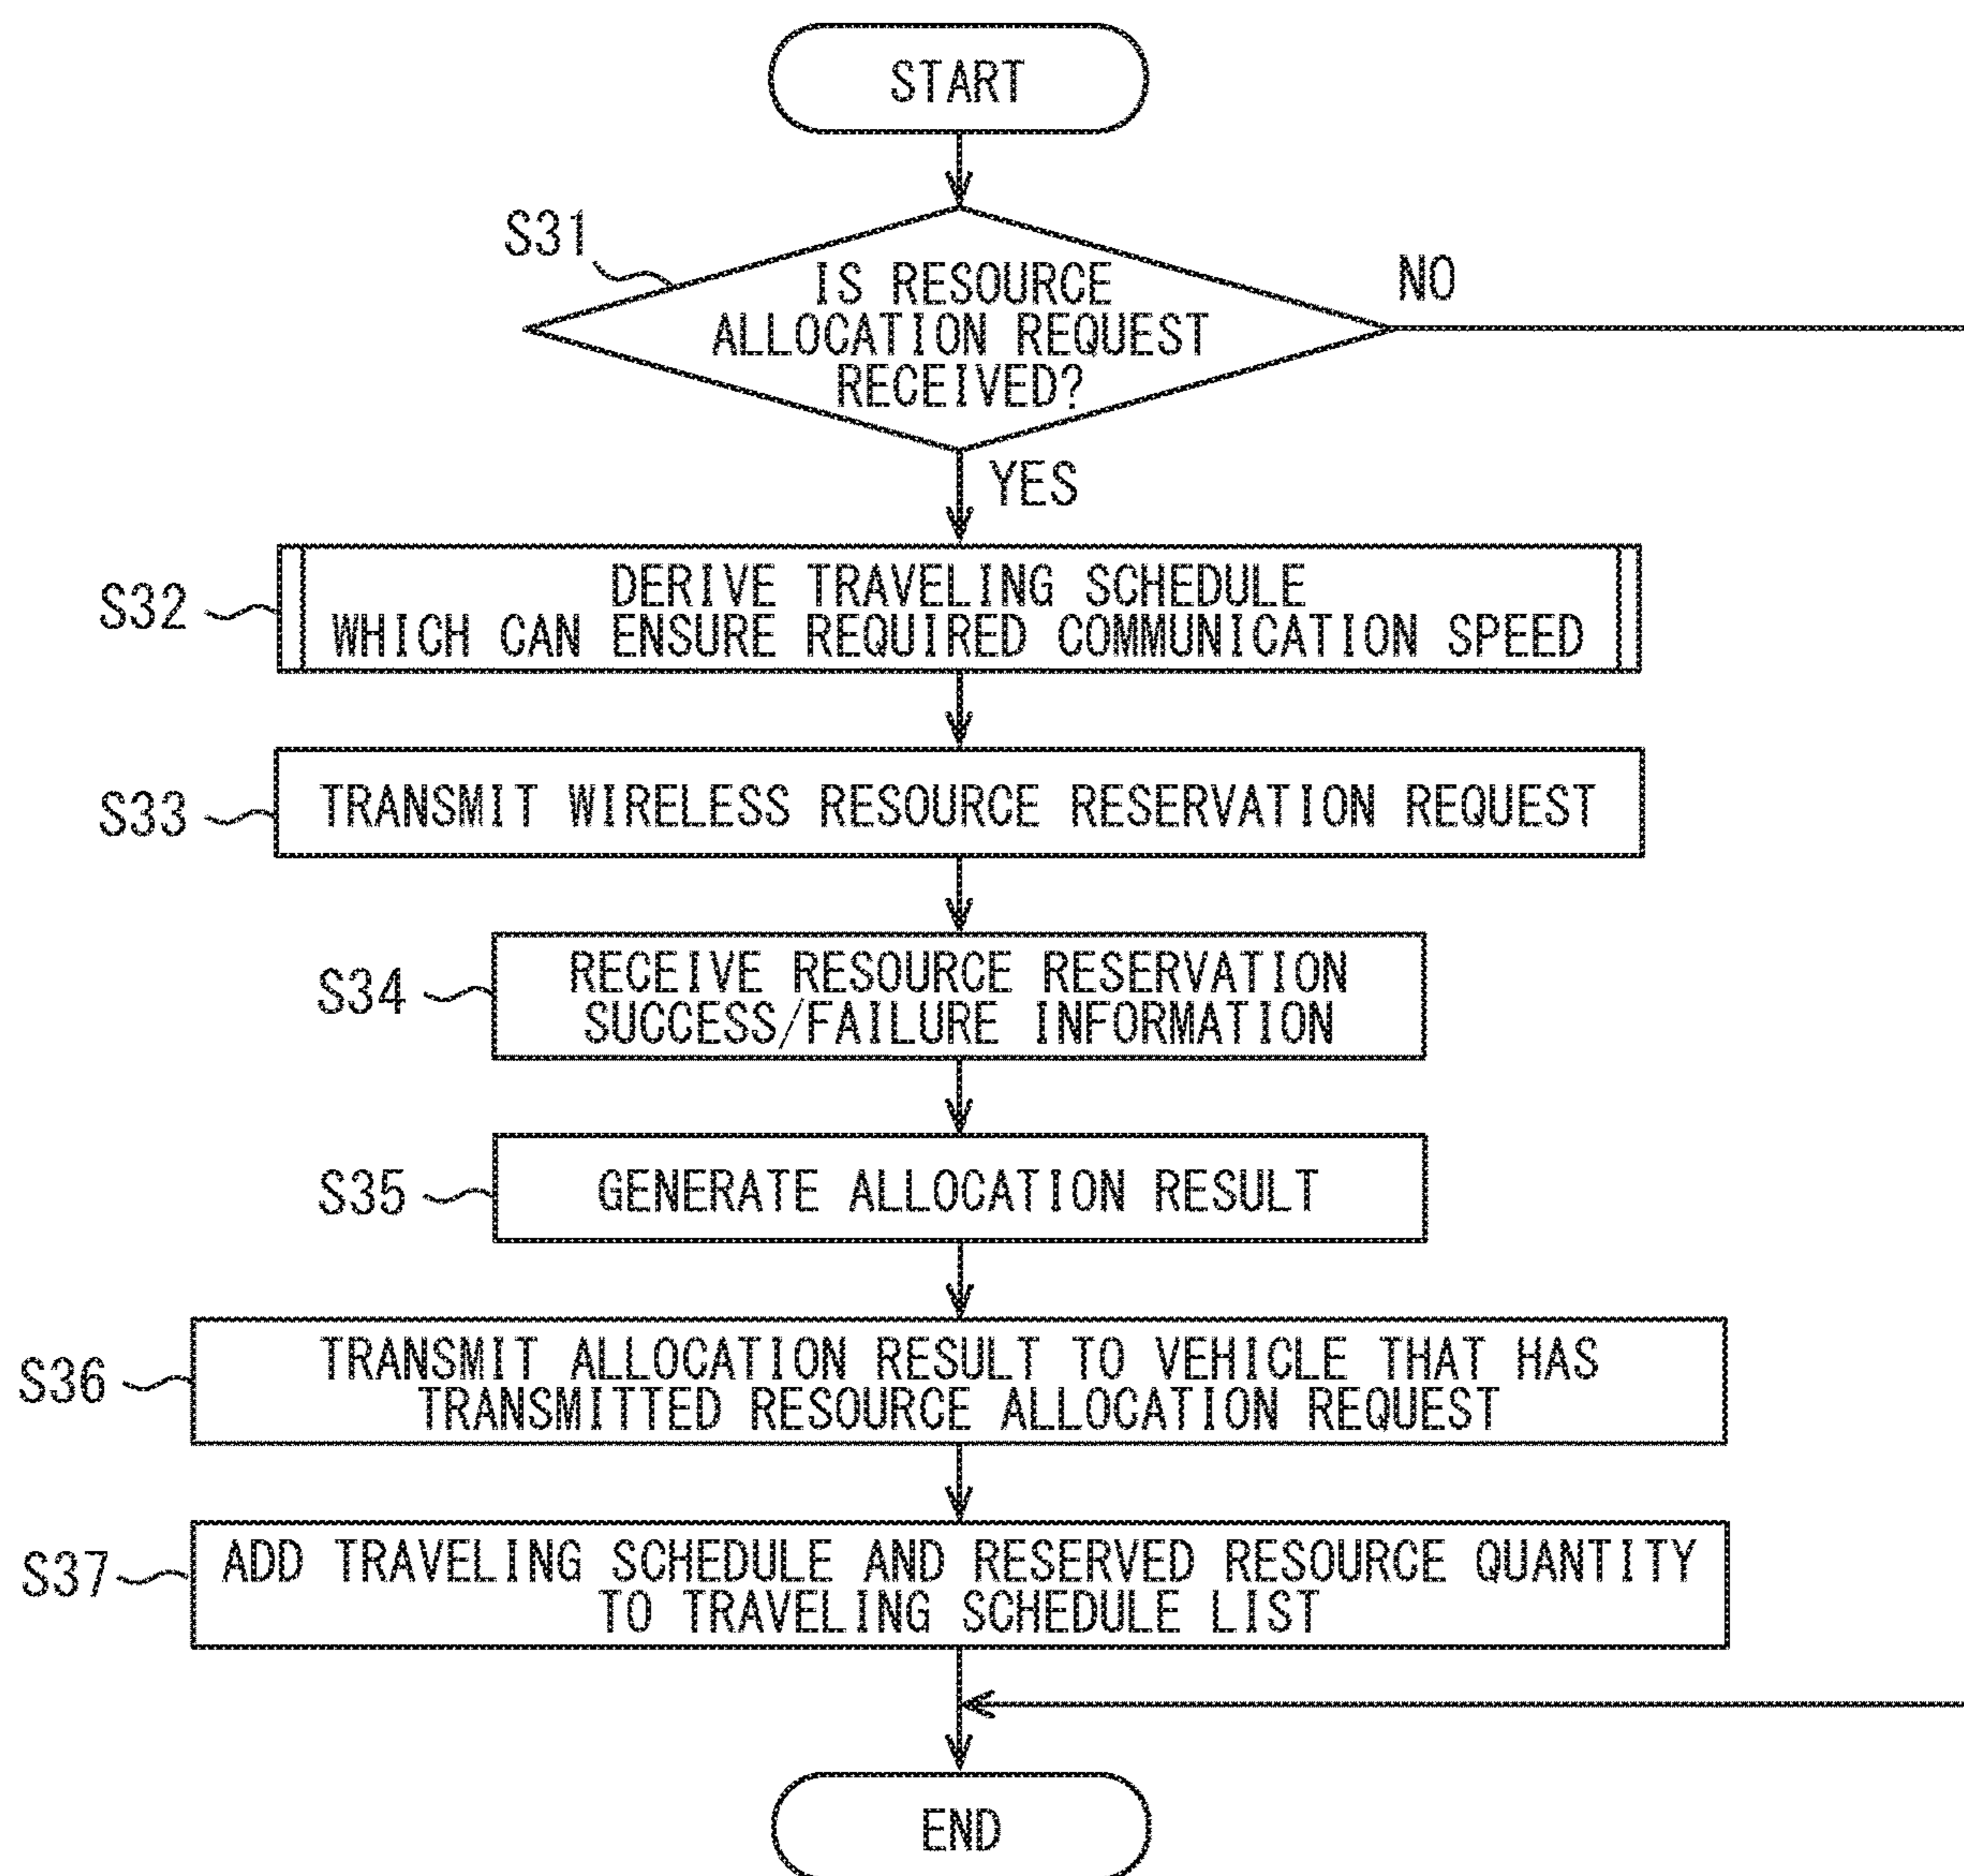 START
S31
IS RESOURCE
ALLOCATION REQUEST
RECEIVED?
NO
YES
S32
DERIVE TRAVELING SCHEDULE
WHICH CAN ENSURE REQUIRED COMMUNICATION SPEED
S33
TRANSMIT WIRELESS RESOURCE RESERVATION REQUEST
S34
RECEIVE RESOURCE RESERVATION
SUCCESS/FAILURE INFORMATION
S35
GENERATE ALLOCATION RESULT
S36
TRANSMIT ALLOCATION RESULT TO VEHICLE THAT HAS
TRANSMITTED RESOURCE ALLOCATION REQUEST
S37
ADD TRAVELING SCHEDULE AND RESERVED RESOURCE QUANTITY
TO TRAVELING SCHEDULE LIST
END